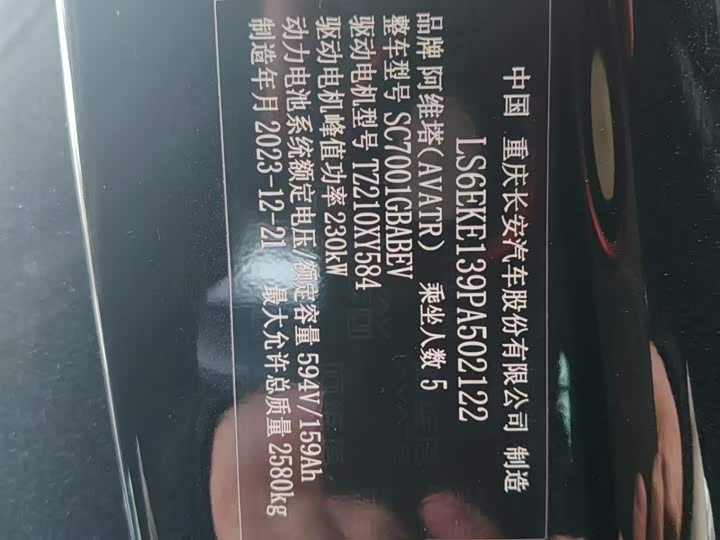 中国 重庆长安汽车股份有限公司 制造
LS6EKE139PA502122
品牌 阿维塔(AVATR) 乘坐人数 5
整车型号 SC7001GBABEV
驱动电机型号 TZ210XY584
驱动电机峰值功率 230kW
动力电池系统额定电压/额定容量 594V/159Ah
制造年月 2023-12-21 最大允许总质量 2580kg